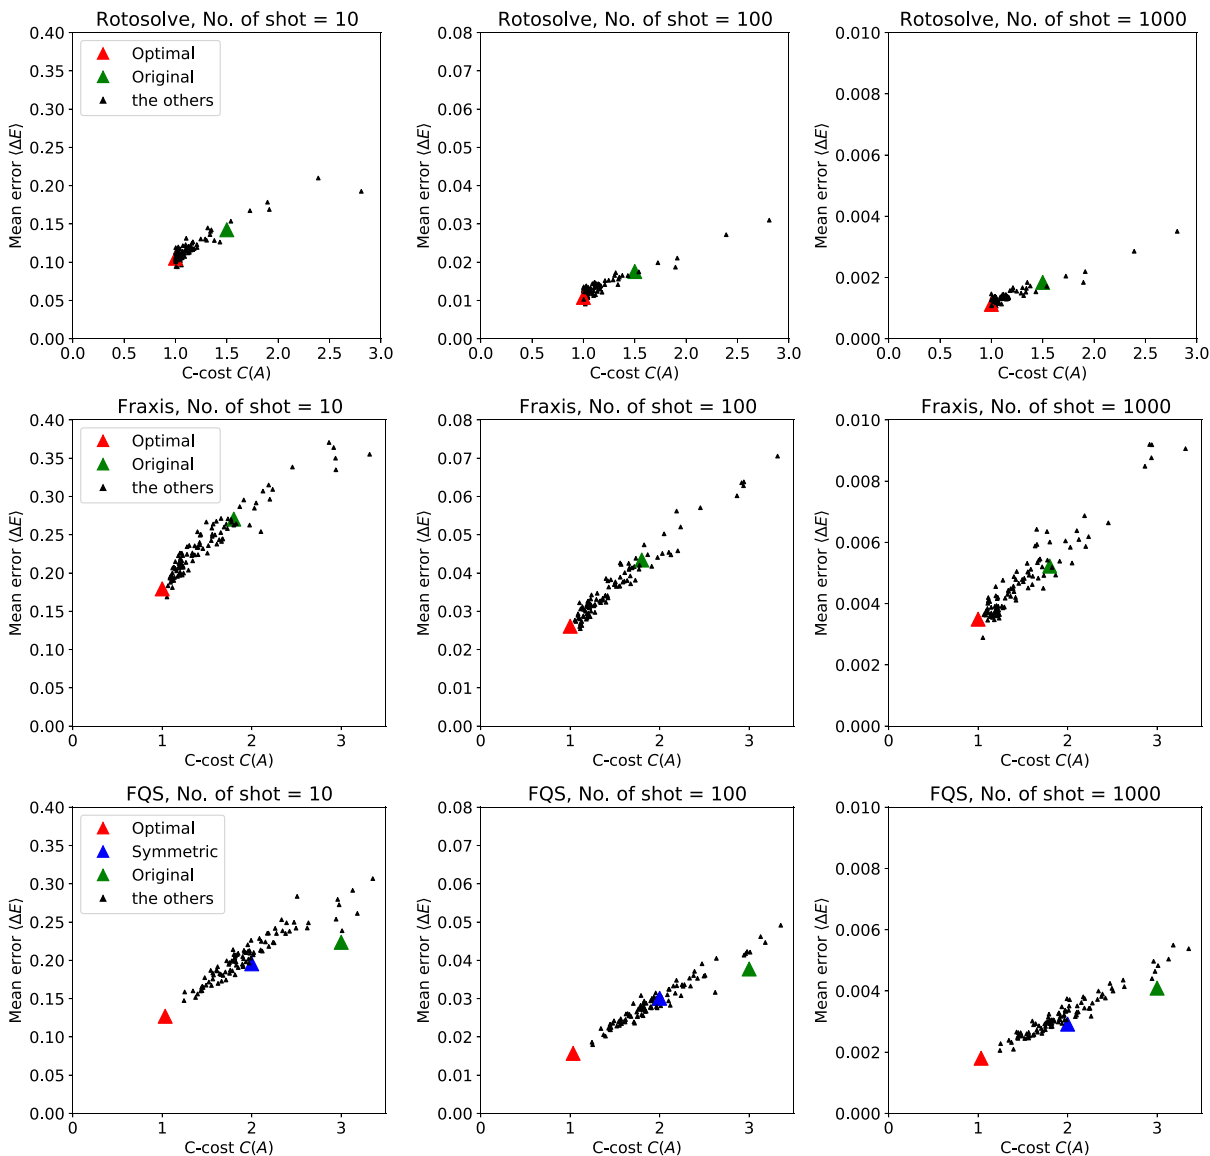 Rotosolve, No. of shot = 10
0.40
0.35
0.30
0.25
0.20
0.15
0.10
0.05
0.00
Mean error ⟨ΔE⟩
Optimal
Original
the others
0.0 0.5 1.0 1.5 2.0 2.5 3.0
C-cost C(A)
Rotosolve, No. of shot = 100
0.08
0.07
0.06
0.05
0.04
0.03
0.02
0.01
0.00
Mean error ⟨ΔE⟩
0.0 0.5 1.0 1.5 2.0 2.5 3.0
C-cost C(A)
Rotosolve, No. of shot = 1000
0.010
0.008
0.006
0.004
0.002
0.000
Mean error ⟨ΔE⟩
0.0 0.5 1.0 1.5 2.0 2.5 3.0
C-cost C(A)
Fraxis, No. of shot = 10
0.40
0.35
0.30
0.25
0.20
0.15
0.10
0.05
0.00
Mean error ⟨ΔE⟩
Optimal
Original
the others
0 1 2 3
C-cost C(A)
Fraxis, No. of shot = 100
0.08
0.07
0.06
0.05
0.04
0.03
0.02
0.01
0.00
Mean error ⟨ΔE⟩
0 1 2 3
C-cost C(A)
Fraxis, No. of shot = 1000
0.010
0.008
0.006
0.004
0.002
0.000
Mean error ⟨ΔE⟩
0 1 2 3
C-cost C(A)
FQS, No. of shot = 10
0.40
0.35
0.30
0.25
0.20
0.15
0.10
0.05
0.00
Mean error ⟨ΔE⟩
Optimal
Symmetric
Original
the others
0 1 2 3
C-cost C(A)
FQS, No. of shot = 100
0.08
0.07
0.06
0.05
0.04
0.03
0.02
0.01
0.00
Mean error ⟨ΔE⟩
0 1 2 3
C-cost C(A)
FQS, No. of shot = 1000
0.010
0.008
0.006
0.004
0.002
0.000
Mean error ⟨ΔE⟩
0 1 2 3
C-cost C(A)